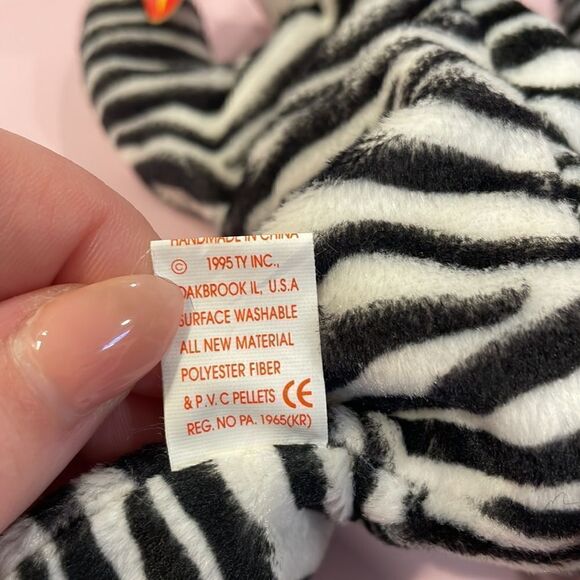 HANDMADE IN CHINA
© 1995 TY INC.,
OAKBROOK IL, U.S.A
SURFACE WASHABLE
ALL NEW MATERIAL
POLYESTER FIBER
& P.V.C PELLETS CE
REG. NO PA. 1965(KR)